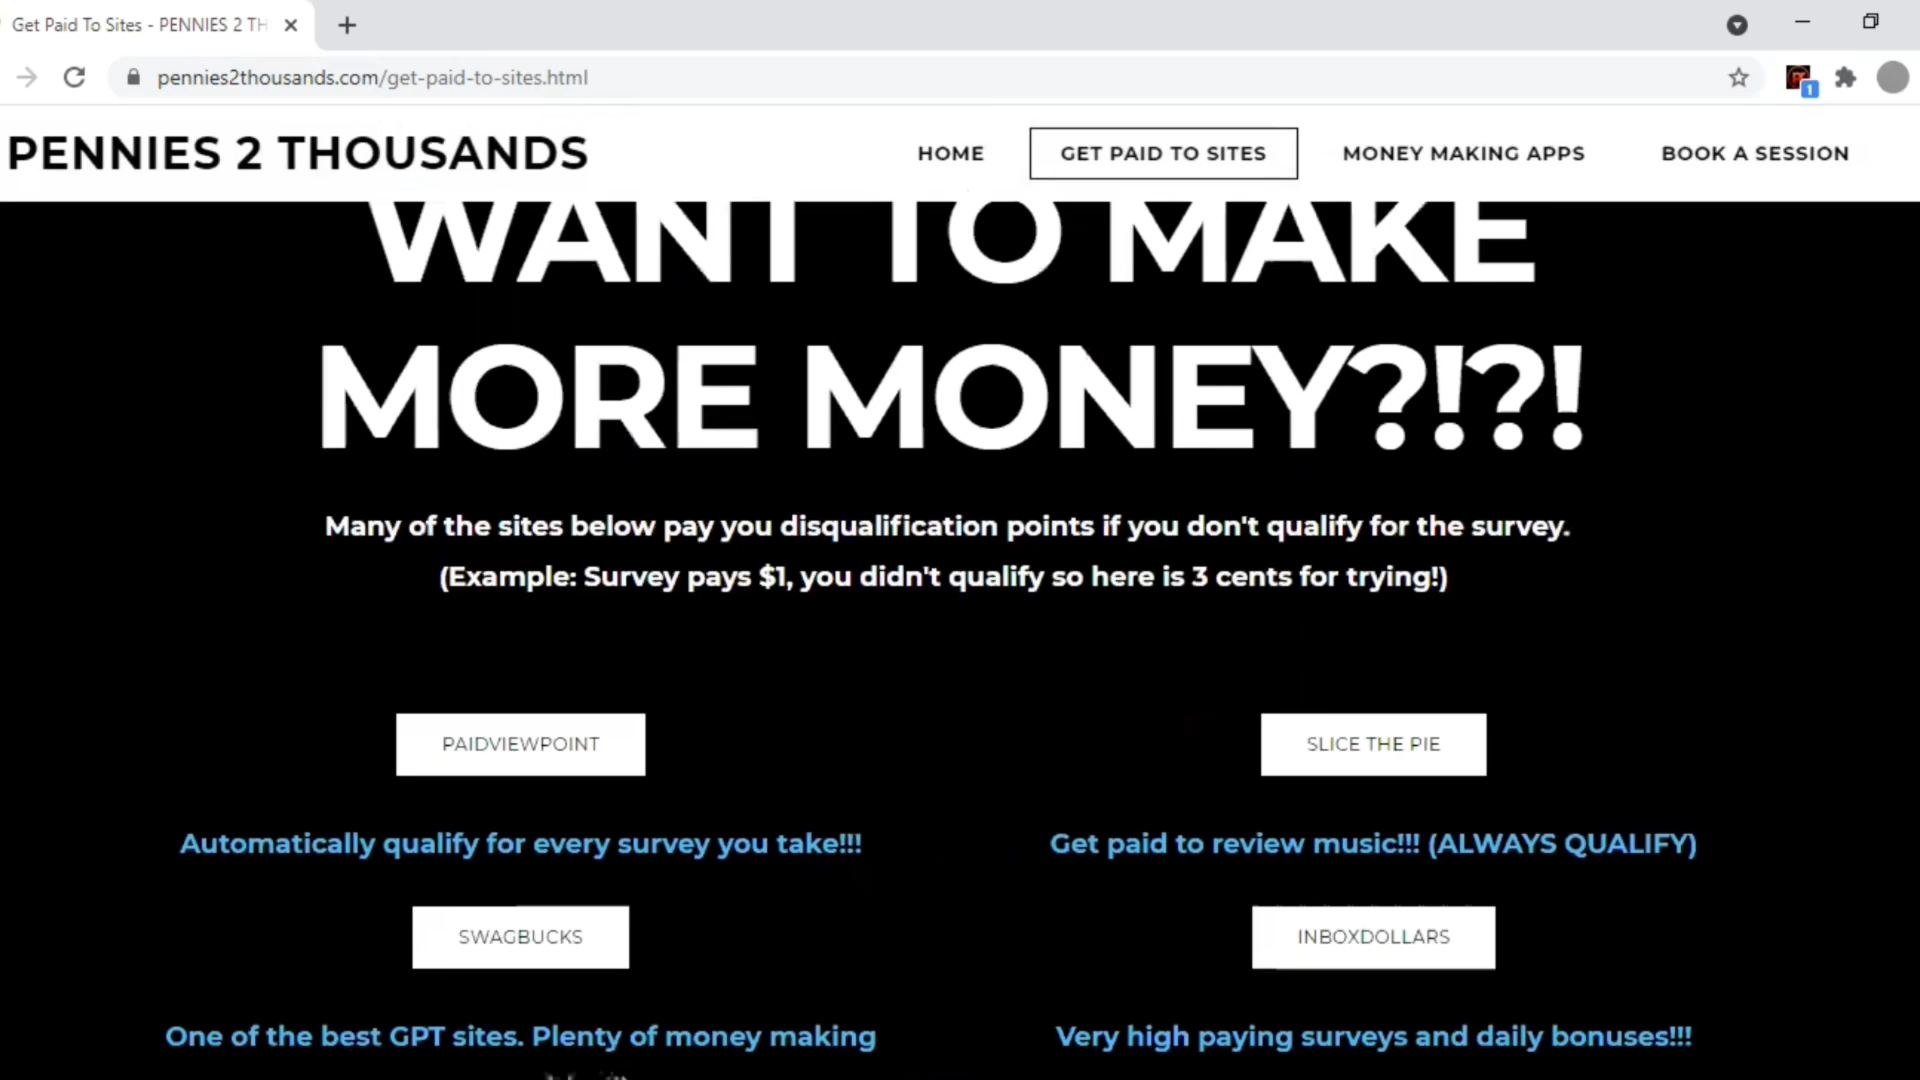 Get Paid To Sites - PENNIES 2 TH
pennies2thousands.com/get-paid-to-sites.html
1
PENNIES 2 THOUSANDS
HOME
GET PAID TO SITES
MONEY MAKING APPS
BOOK A SESSION
WANT TO MAKE
MORE MONEY?!?!
Many of the sites below pay you disqualification points if you don't qualify for the survey.
(Example: Survey pays $1, you didn't qualify so here is 3 cents for trying!)
PAIDVIEWPOINT
SLICE THE PIE
Automatically qualify for every survey you take!!!
Get paid to review music!!! (ALWAYS QUALIFY)
SWAGBUCKS
INBOXDOLLARS
One of the best GPT sites. Plenty of money making
Very high paying surveys and daily bonuses!!!